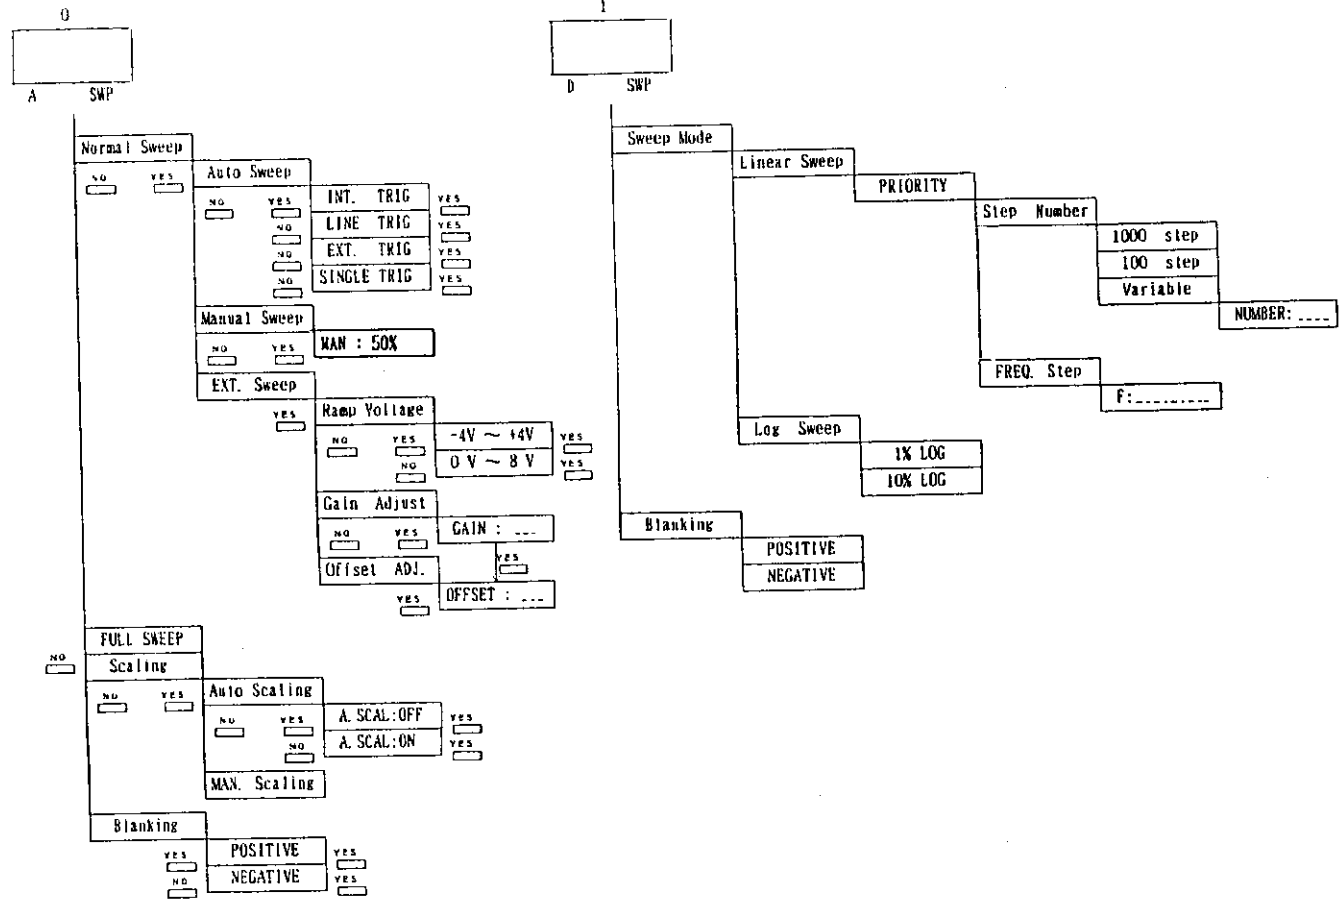 0
A SWP
Normal Sweep
NO YES
Auto Sweep
NO YES
INT. TRIG YES
NO
LINE TRIG YES
NO
EXT. TRIG YES
NO
SINGLE TRIG YES
Manual Sweep
NO YES
MAN : 50%
EXT. Sweep
YES
Ramp Voltage
NO YES
-4V ~ +4V YES
NO
0 V ~ 8 V YES
Gain Adjust
NO YES
GAIN : ___
YES
Offset ADJ.
YES
OFFSET : ___
FULL SWEEP
NO
Scaling
NO YES
Auto Scaling
NO YES
A. SCAL:OFF YES
NO
A. SCAL:ON YES
MAN. Scaling
Blanking
YES
POSITIVE YES
NO
NEGATIVE YES
1
D SWP
Sweep Mode
Linear Sweep
PRIORITY
Step Number
1000 step
100 step
Variable
NUMBER: ____
FREQ. Step
F:_._._.___
Log Sweep
1% LOG
10% LOG
Blanking
POSITIVE
NEGATIVE